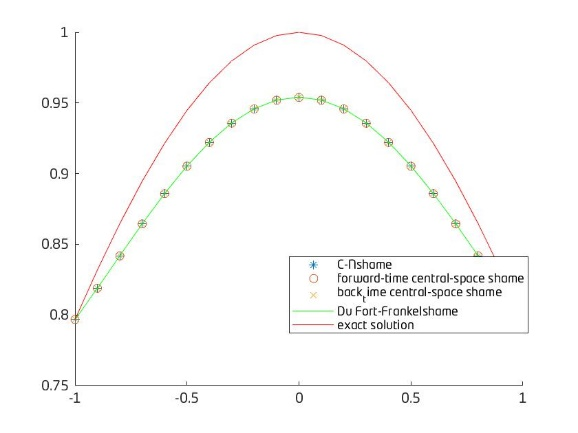 1
0.95
0.9
0.85
0.8
0.75
-1
-0.5
0
0.5
1
C-Nshame
forward-time central-space shame
back_time central-space shame
Du Fort-Frankelshame
exact solution